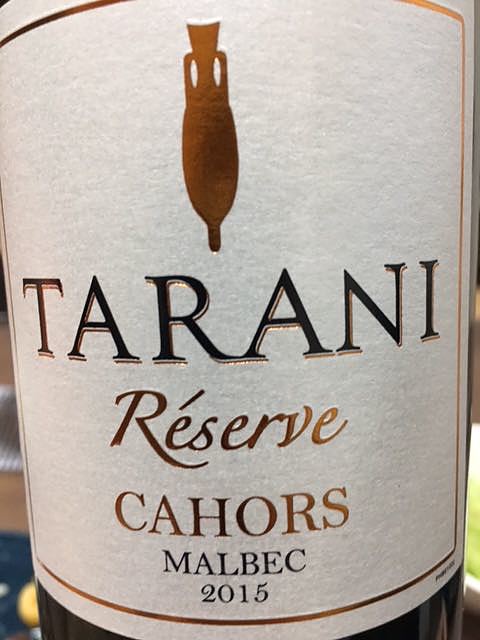 TARANI
Réserve
CAHORS
MALBEC
2015